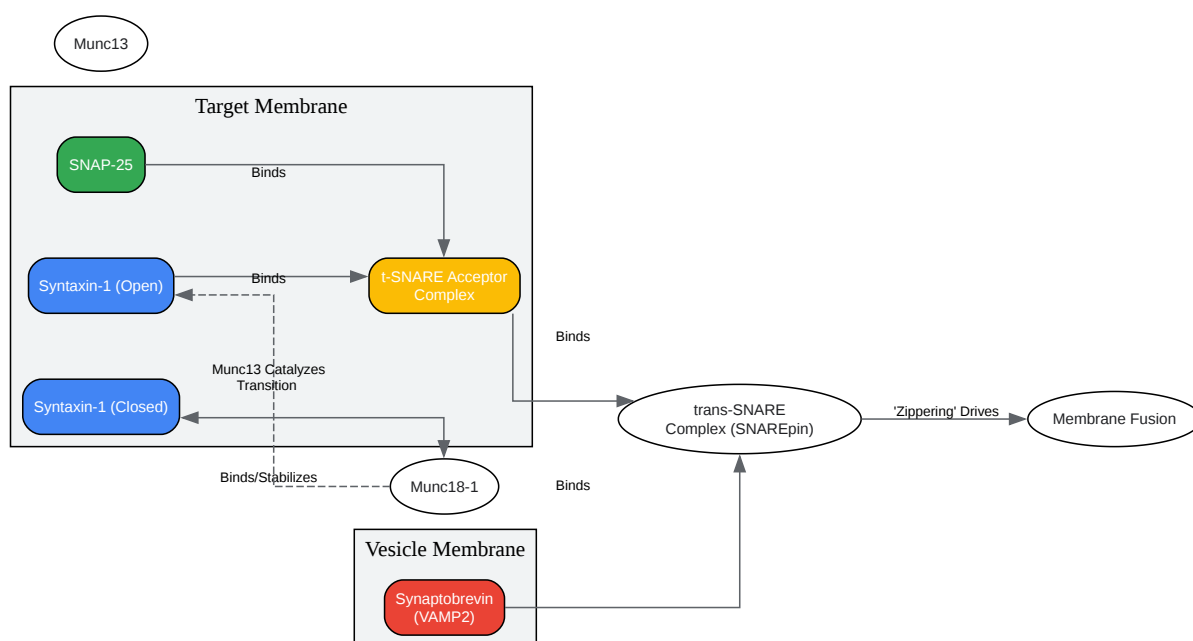 Munc13
Target Membrane
SNAP-25
Binds
Syntaxin-1 (Open)
Binds
t-SNARE Acceptor
Complex
Binds
Munc13 Catalyzes
Transition
Syntaxin-1 (Closed)
trans-SNARE
Complex (SNAREpin)
'Zippering' Drives
Membrane Fusion
Binds/Stabilizes
Munc18-1
Binds
Vesicle Membrane
Synaptobrevin
(VAMP2)